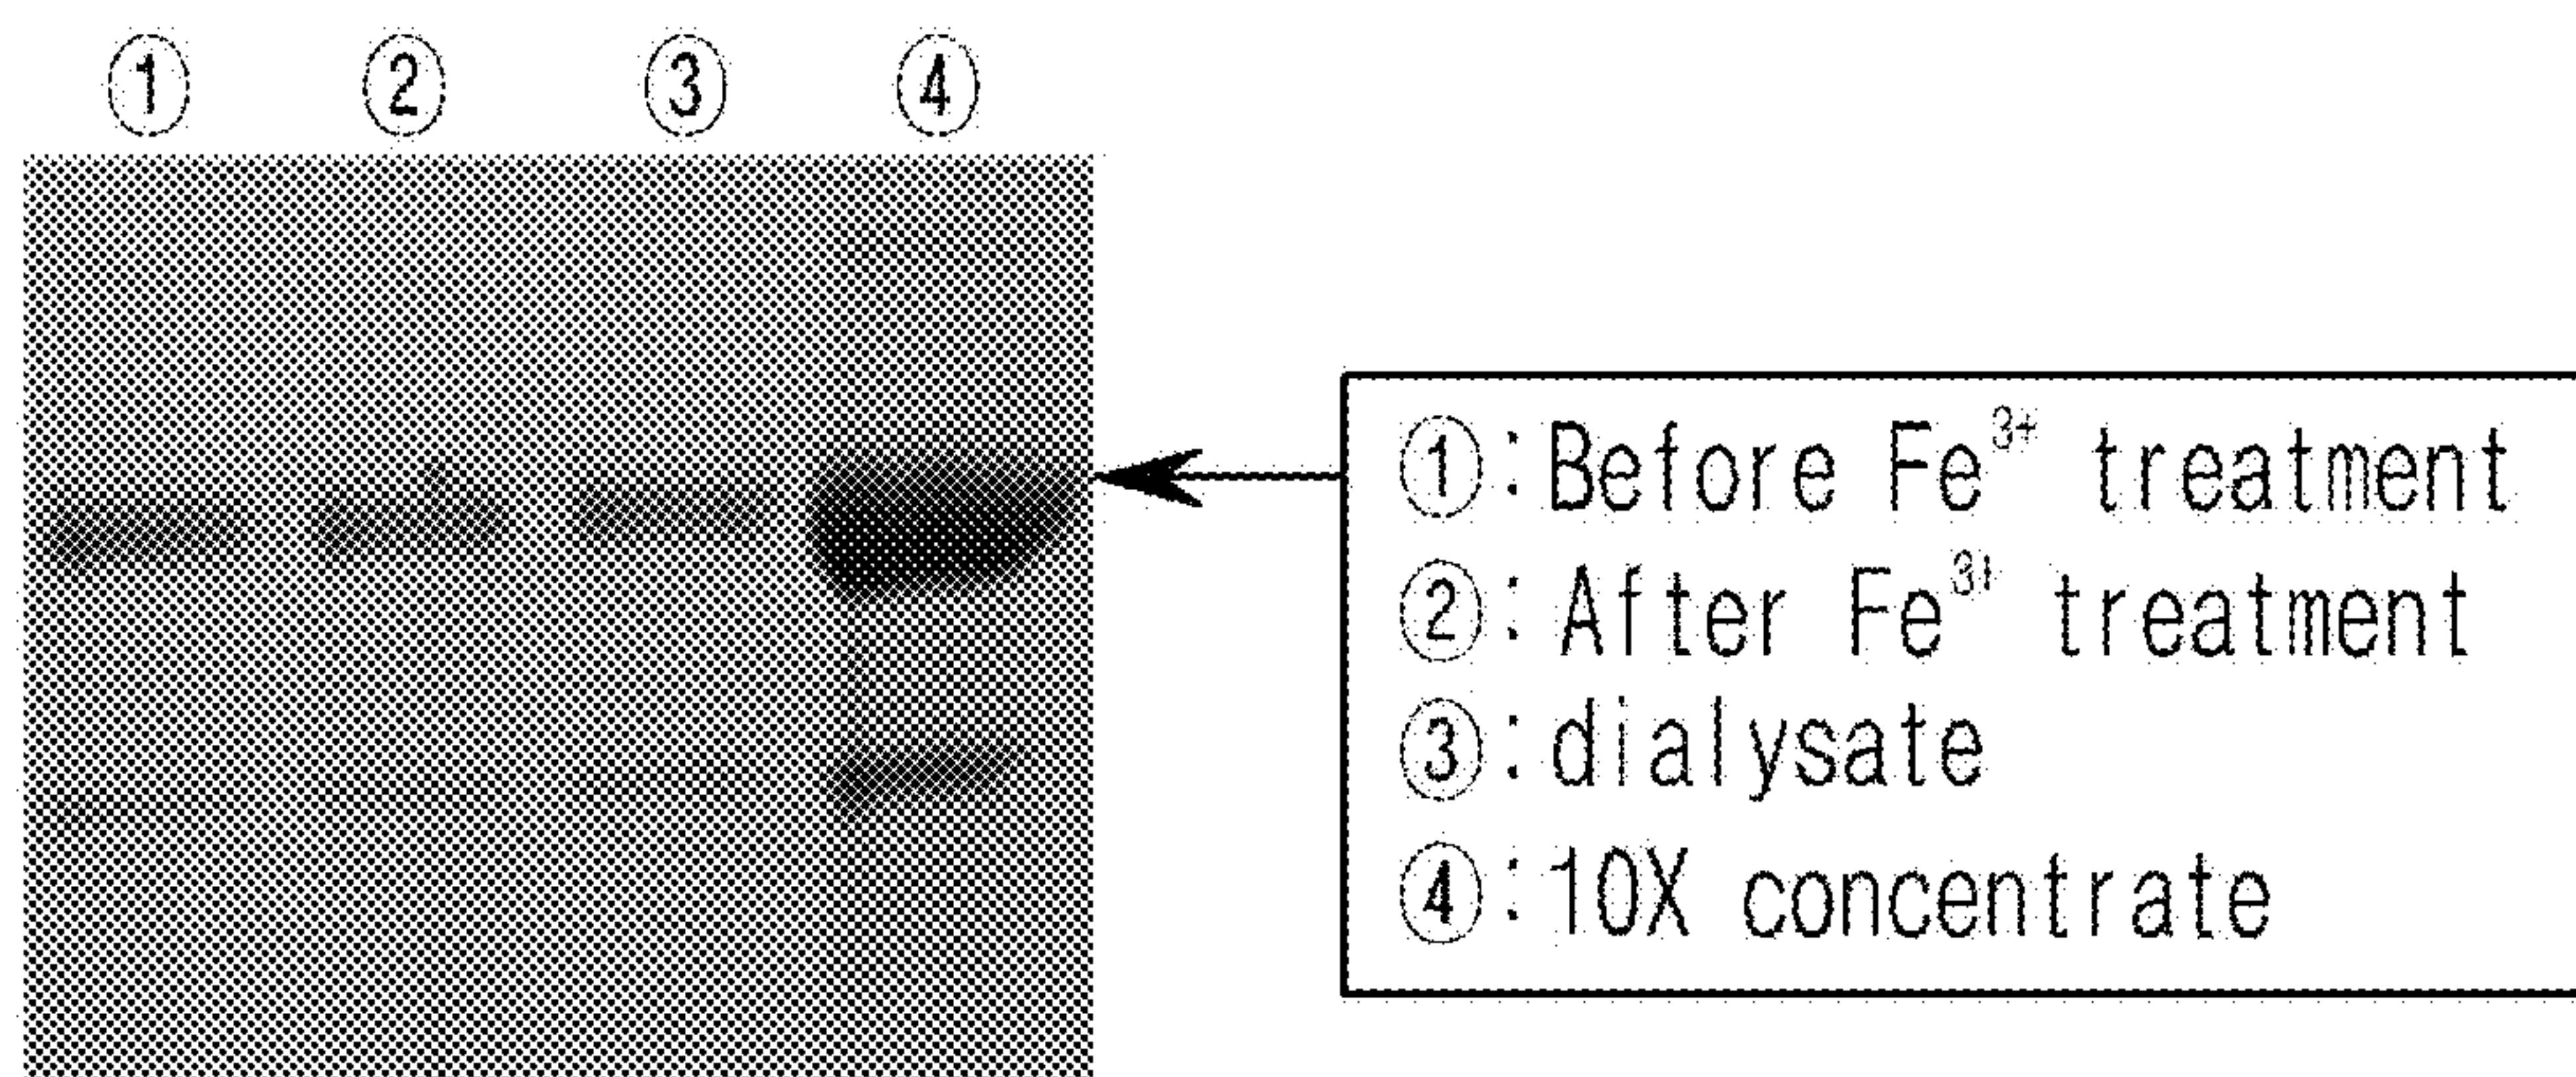 ① ② ③ ④
①:Before Fe³⁺ treatment
②:After Fe³⁺ treatment
③:dialysate
④:10X concentrate